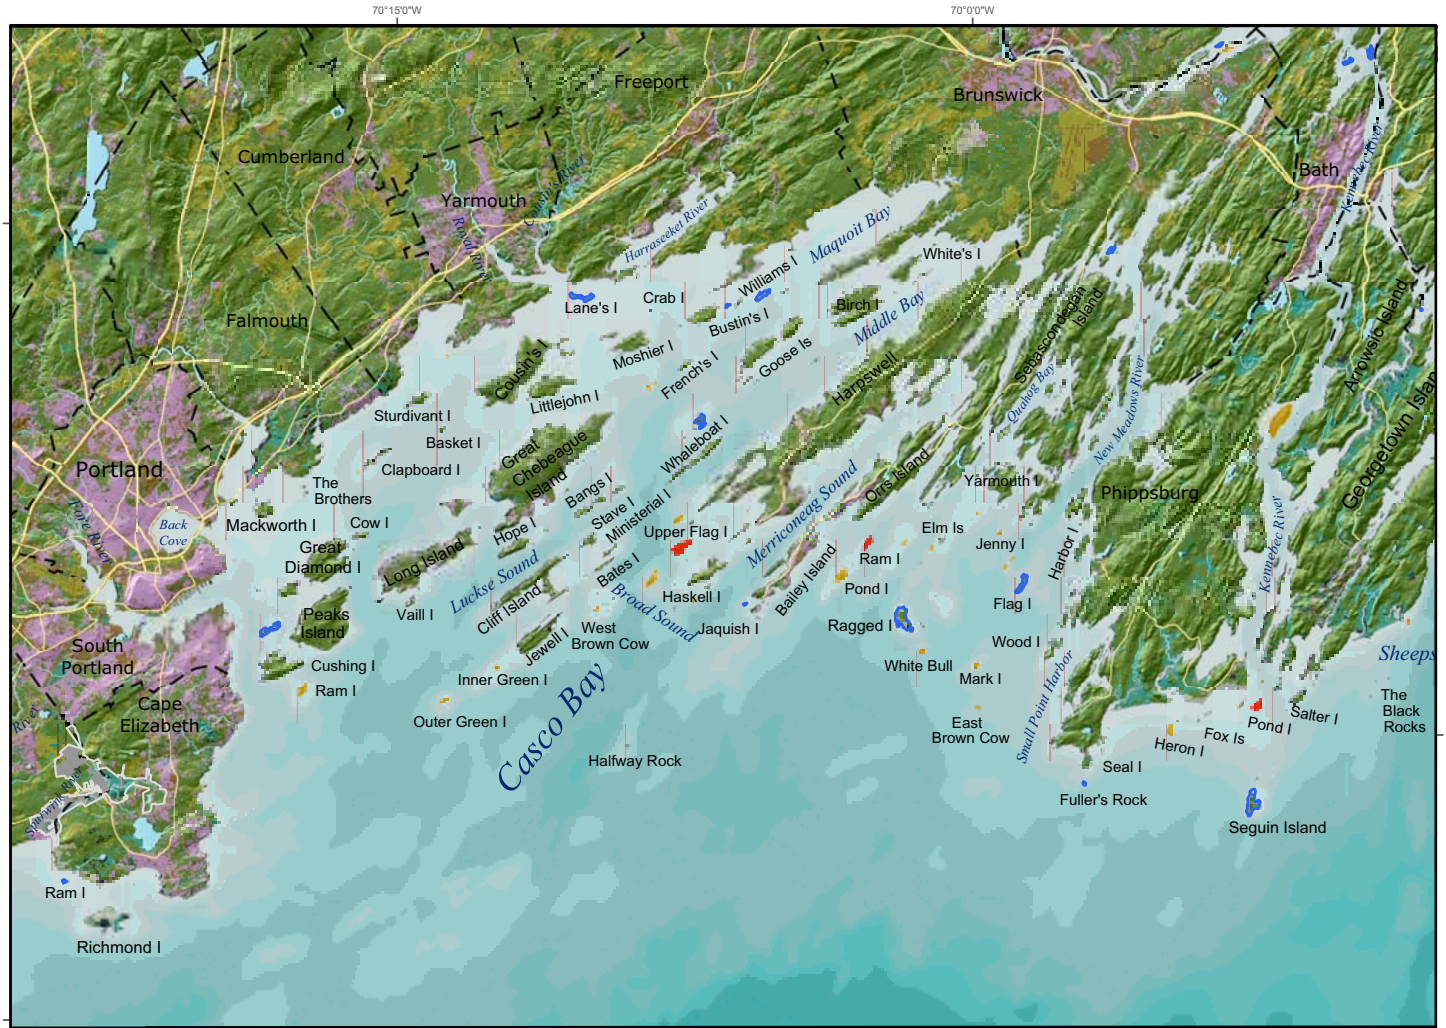 70°15'0"W
70°0'0"W
Freeport
Brunswick
Cumberland
Bath
Kennebec River
Yarmouth
Cousin's River
Royal River
Harraseeket River
Maquoit Bay
White's I
Williams I
Crab I
Lane's I
Bustin's I
Birch I
Middle Bay
Sebascondegan
Island
Arrowsic Island
Falmouth
Moshier I
Goose Is
French's I
Cousin's I
Littlejohn I
Harpswell
Quahog Bay
New Meadows River
Georgetown Islan
Sturdivant I
Basket I
Clapboard I
Great
Chebeague
Island
Whaleboat I
Portland
The
Brothers
Bangs I
Stave I
Ministerial I
Merriconeag Sound
Orrs Island
Yarmouth I
Phippsburg
Fore River
Back
Cove
Mackworth I
Cow I
Hope I
Upper Flag I
Elm Is
Jenny I
Harbor I
Kennebec River
Great
Diamond I
Long Island
Luckse Sound
Bates I
Ram I
Bailey Island
Pond I
Flag I
Haskell I
Broad Sound
Peaks
Island
Vaill I
Cliff Island
West
Brown Cow
Jaquish I
Ragged I
Wood I
South
Portland
Cushing I
Jewell I
White Bull
Mark I
Sheeps
Inner Green I
Ram I
Small Point Harbor
River
Cape
Elizabeth
Outer Green I
Casco Bay
East
Brown Cow
Heron I
Fox Is
Pond I
Salter I
The
Black
Rocks
Halfway Rock
Seal I
Fuller's Rock
Spurwink River
Seguin Island
Ram I
Richmond I